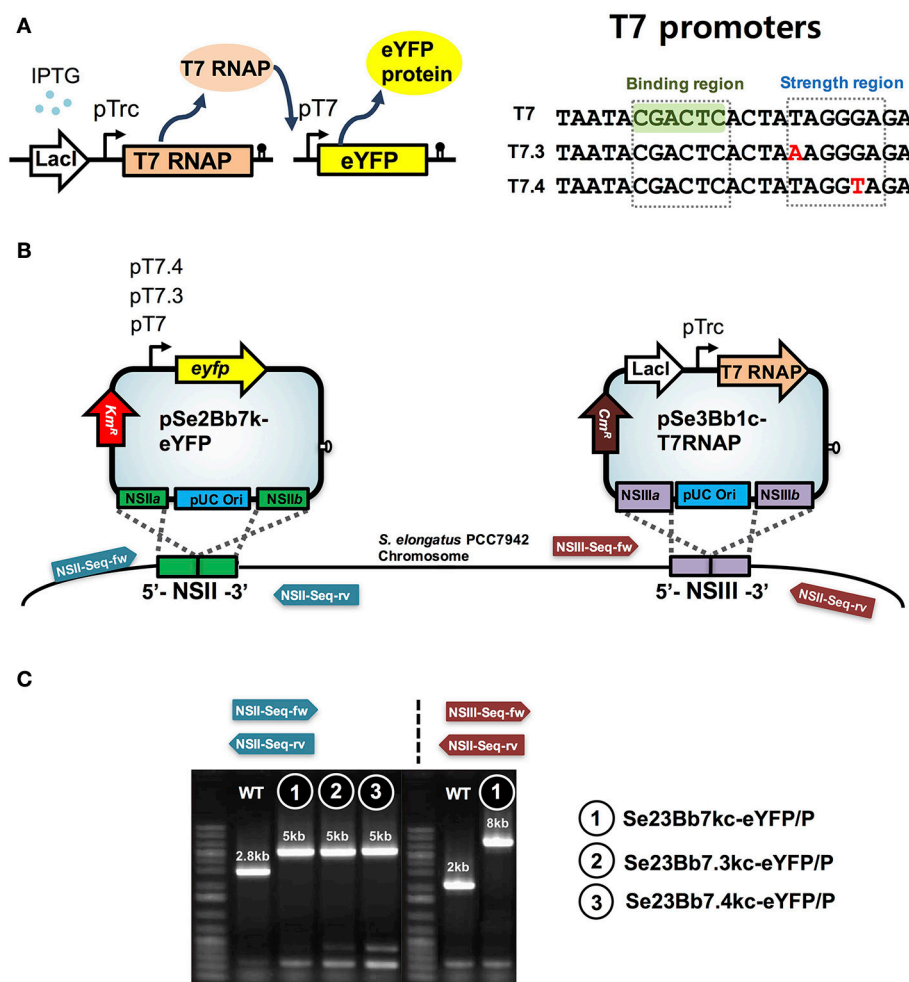 A
IPTG
LacI
pTrc
T7 RNAP
T7 RNAP
pT7
eYFP
protein
eYFP
T7 promoters
Binding region
Strength region
T7 TAATACGACTCACTATAGGGAGA
T7.3 TAATACGACTCACTAAAGGGAGA
T7.4 TAATACGACTCACTATAGGTAGA
B
pT7.4
pT7.3
pT7
eyfp
KmR
pSe2Bb7k-
eYFP
NSIIa
pUC Ori
NSIIb
pTrc
LacI
T7 RNAP
CmR
pSe3Bb1c-
T7RNAP
NSIIIa
pUC Ori
NSIIIb
S. elongatus PCC7942
Chromosome
NSII-Seq-fw
5'- NSII -3'
NSII-Seq-rv
NSIII-Seq-fw
5'- NSIII -3'
NSII-Seq-rv
C
NSII-Seq-fw
NSII-Seq-rv
NSIII-Seq-fw
NSII-Seq-rv
WT 1 2 3 WT 1
2.8kb 5kb 5kb 5kb 2kb 8kb
1 Se23Bb7kc-eYFP/P
2 Se23Bb7.3kc-eYFP/P
3 Se23Bb7.4kc-eYFP/P